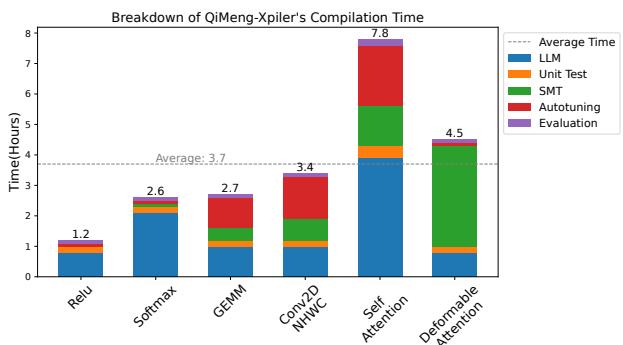 Breakdown of QiMeng-Xpiler's Compilation Time
Time(Hours)
8
7
6
5
4
3
2
1
0
1.2
2.6
2.7
3.4
7.8
4.5
Average: 3.7
Relu
Softmax
GEMM
Conv2D
NHWC
Self
Attention
Deformable
Attention
Average Time
LLM
Unit Test
SMT
Autotuning
Evaluation